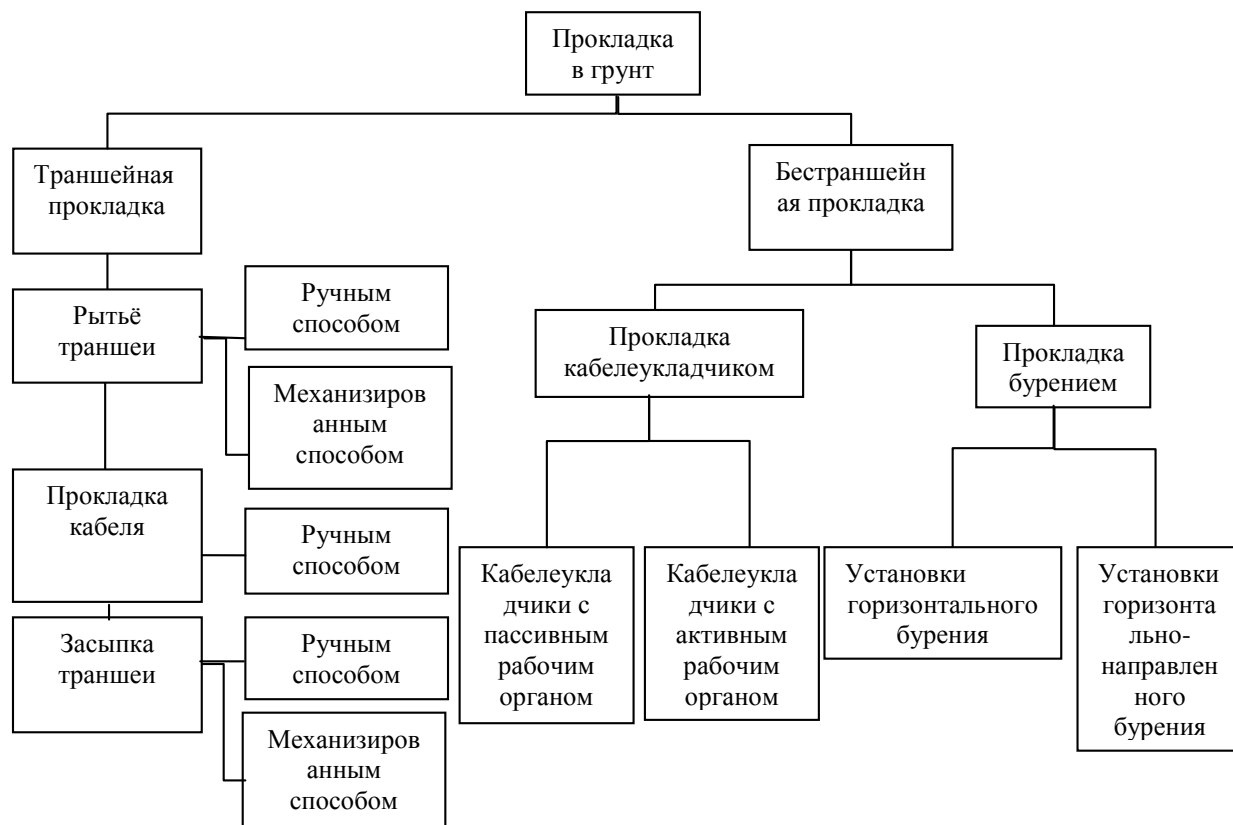 Прокладка
в грунт
Траншейная
прокладка
Бестраншейн
ая прокладка
Рытьё
траншеи
Ручным
способом
Механизиров
анным
способом
Прокладка
кабеля
Ручным
способом
Засыпка
траншеи
Ручным
способом
Механизиров
анным
способом
Прокладка
кабелеукладчиком
Прокладка
бурением
Кабелеукла
дчики с
пассивным
рабочим
органом
Кабелеукла
дчики с
активным
рабочим
органом
Установки
горизонтального
бурения
Установки
горизонта
льно-
направлен
ного
бурения